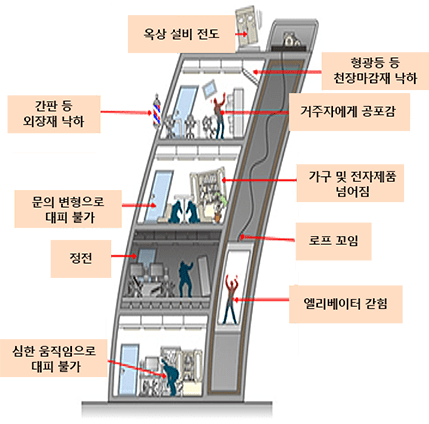 옥상 설비 전도
형광등 등
천장마감재 낙하
간판 등
외장재 낙하
거주자에게 공포감
가구 및 전자제품
넘어짐
문의 변형으로
대피 불가
로프 꼬임
정전
엘리베이터 갇힘
심한 움직임으로
대피 불가